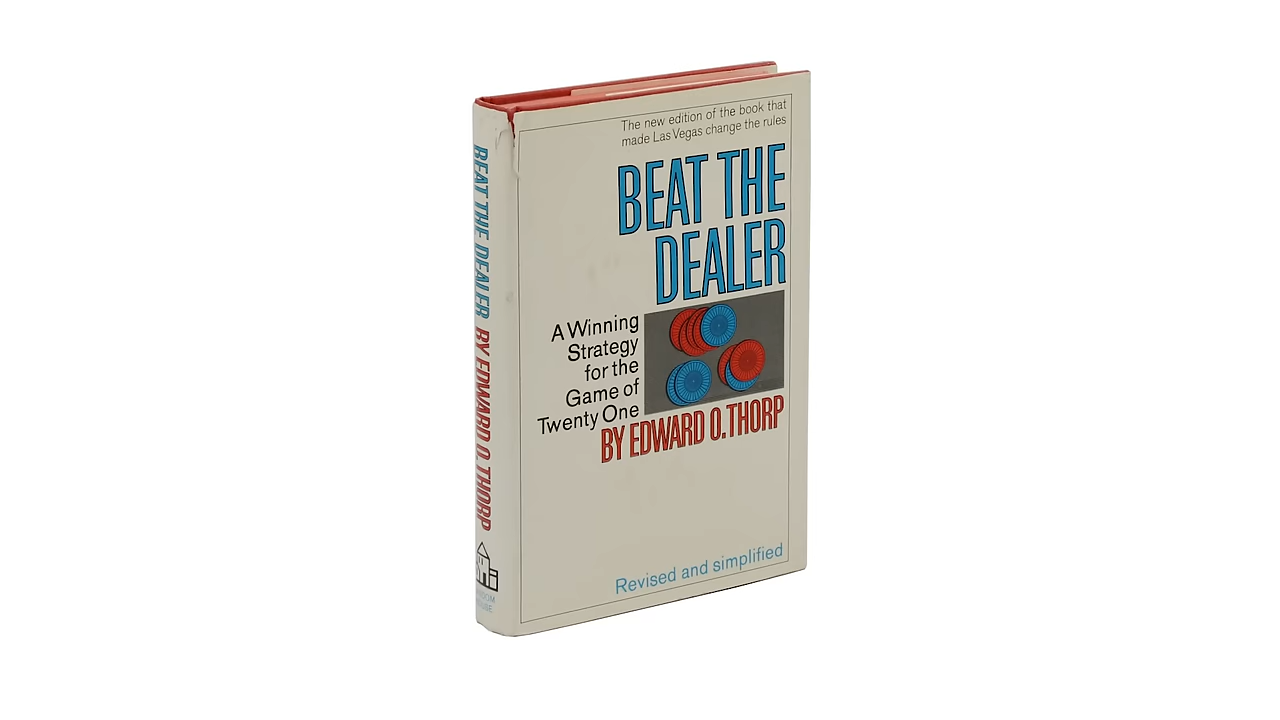 The new edition of the book that
made Las Vegas change the rules
BEAT THE
DEALER
A Winning
Strategy
for the
Game of
Twenty One
BY EDWARD O. THORP
Revised and simplified
BEAT THE DEALER BY EDWARD O. THORP